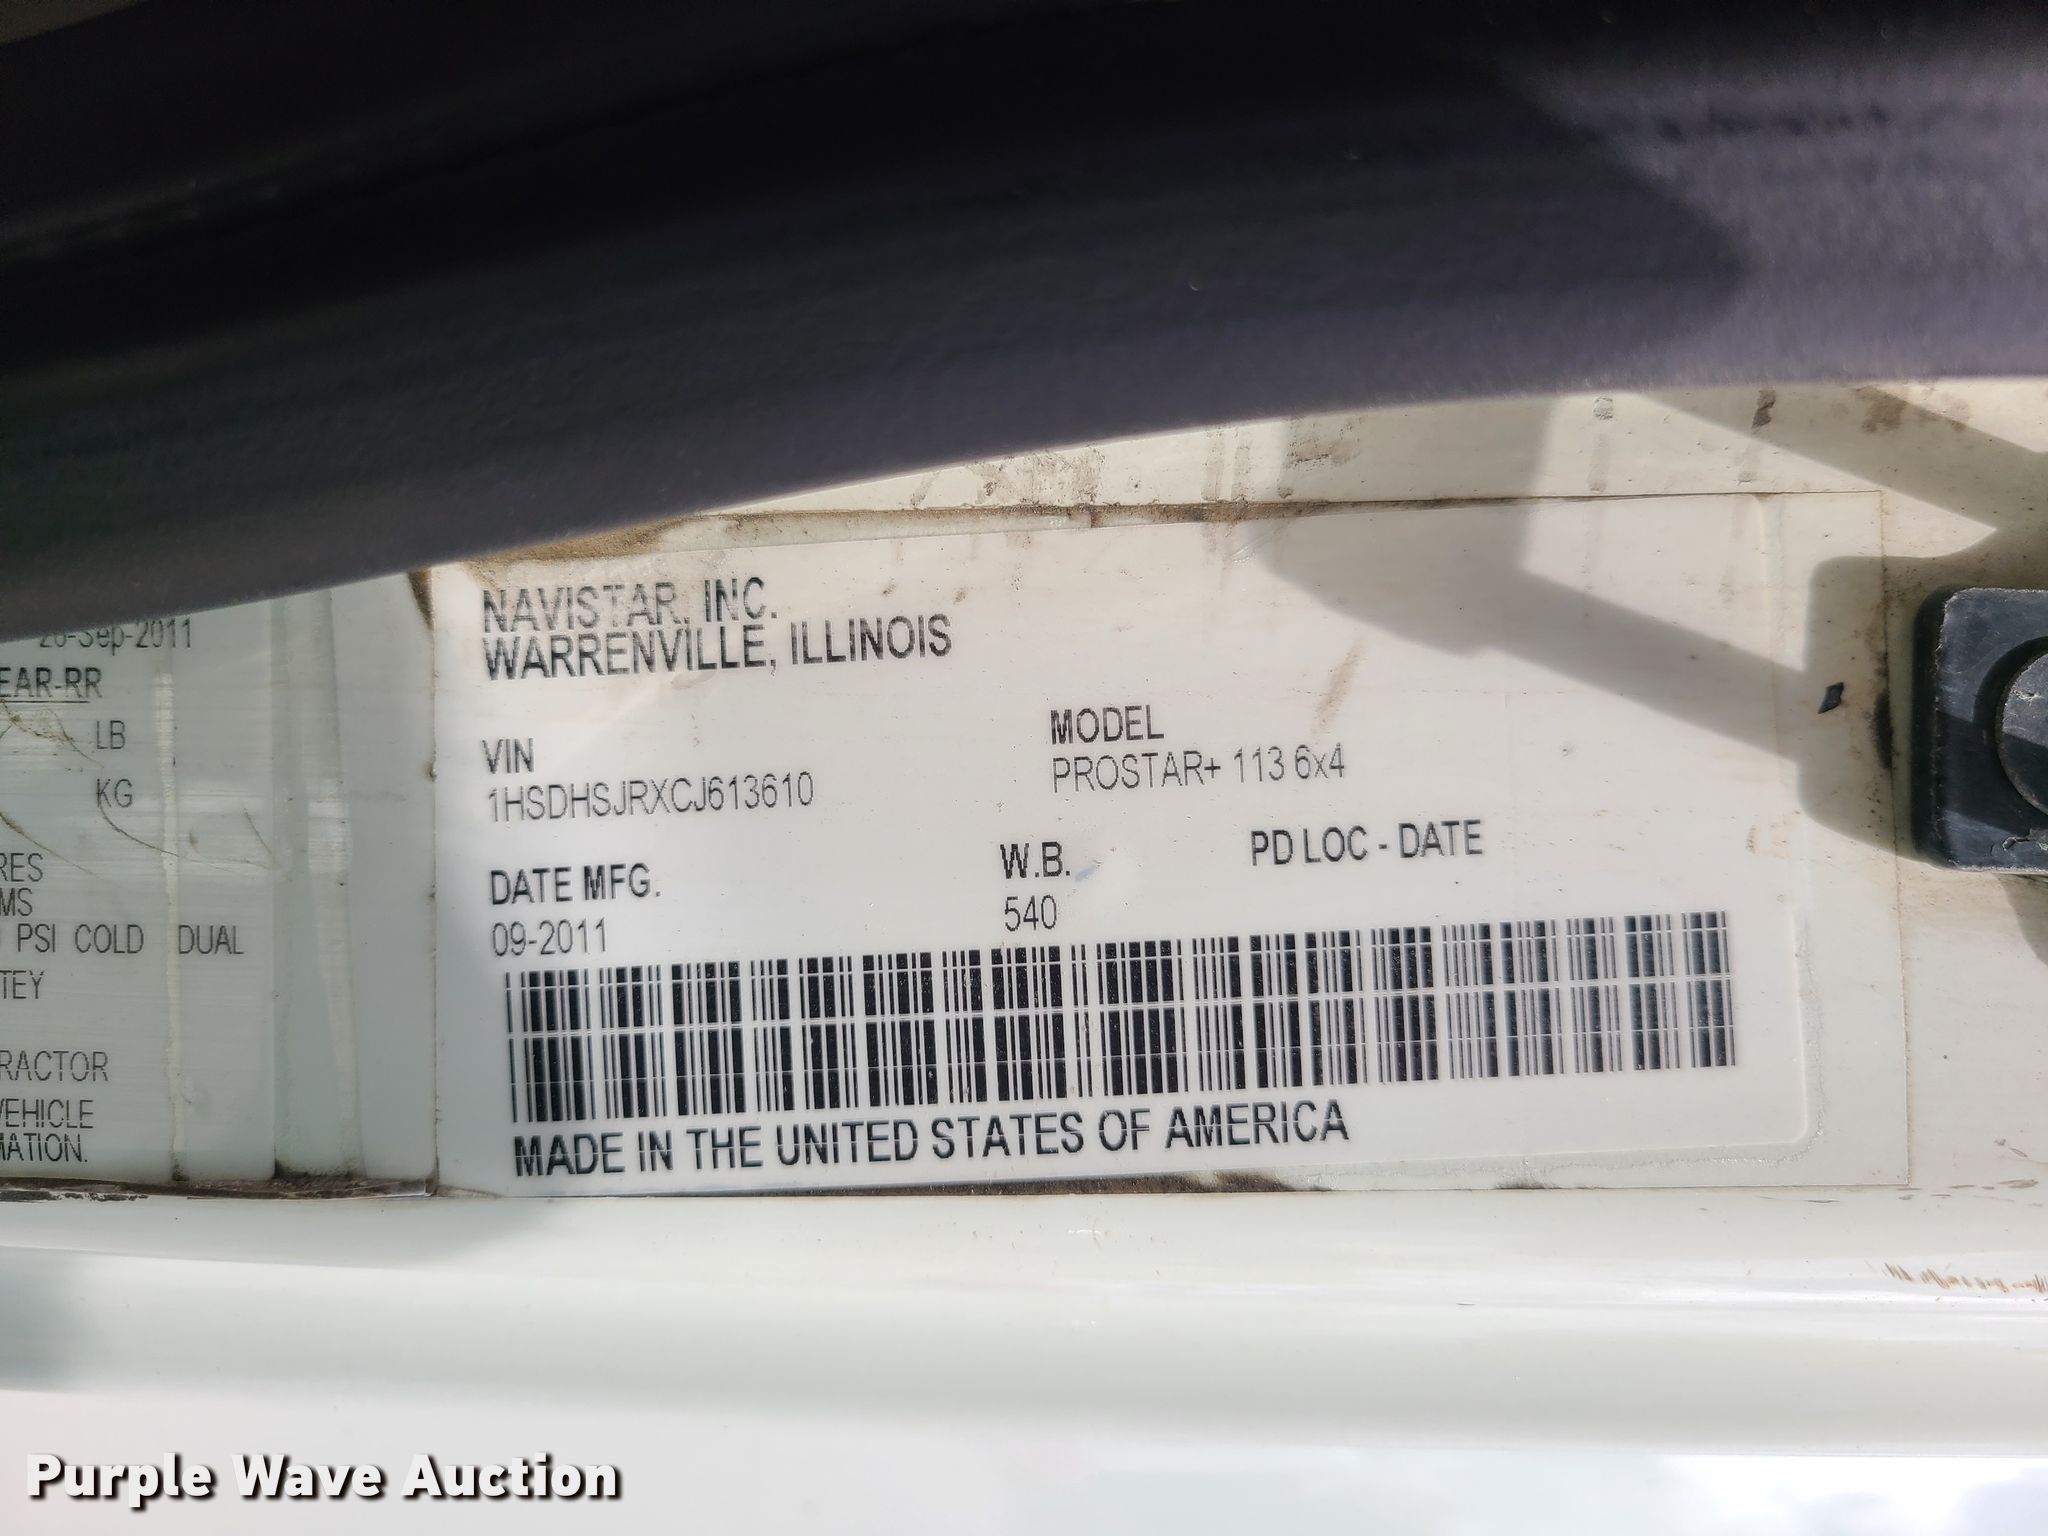 26-Sep-2011
EAR-RR
LB
KG
RES
MS
PSI COLD DUAL
TEY
RACTOR
VEHICLE
MATION.
NAVISTAR, INC.
WARRENVILLE, ILLINOIS
VIN
1HSDHSJRXCJ613610
MODEL
PROSTAR+ 113 6x4
DATE MFG.
09-2011
W.B.
540
PD LOC - DATE
MADE IN THE UNITED STATES OF AMERICA
Purple Wave Auction